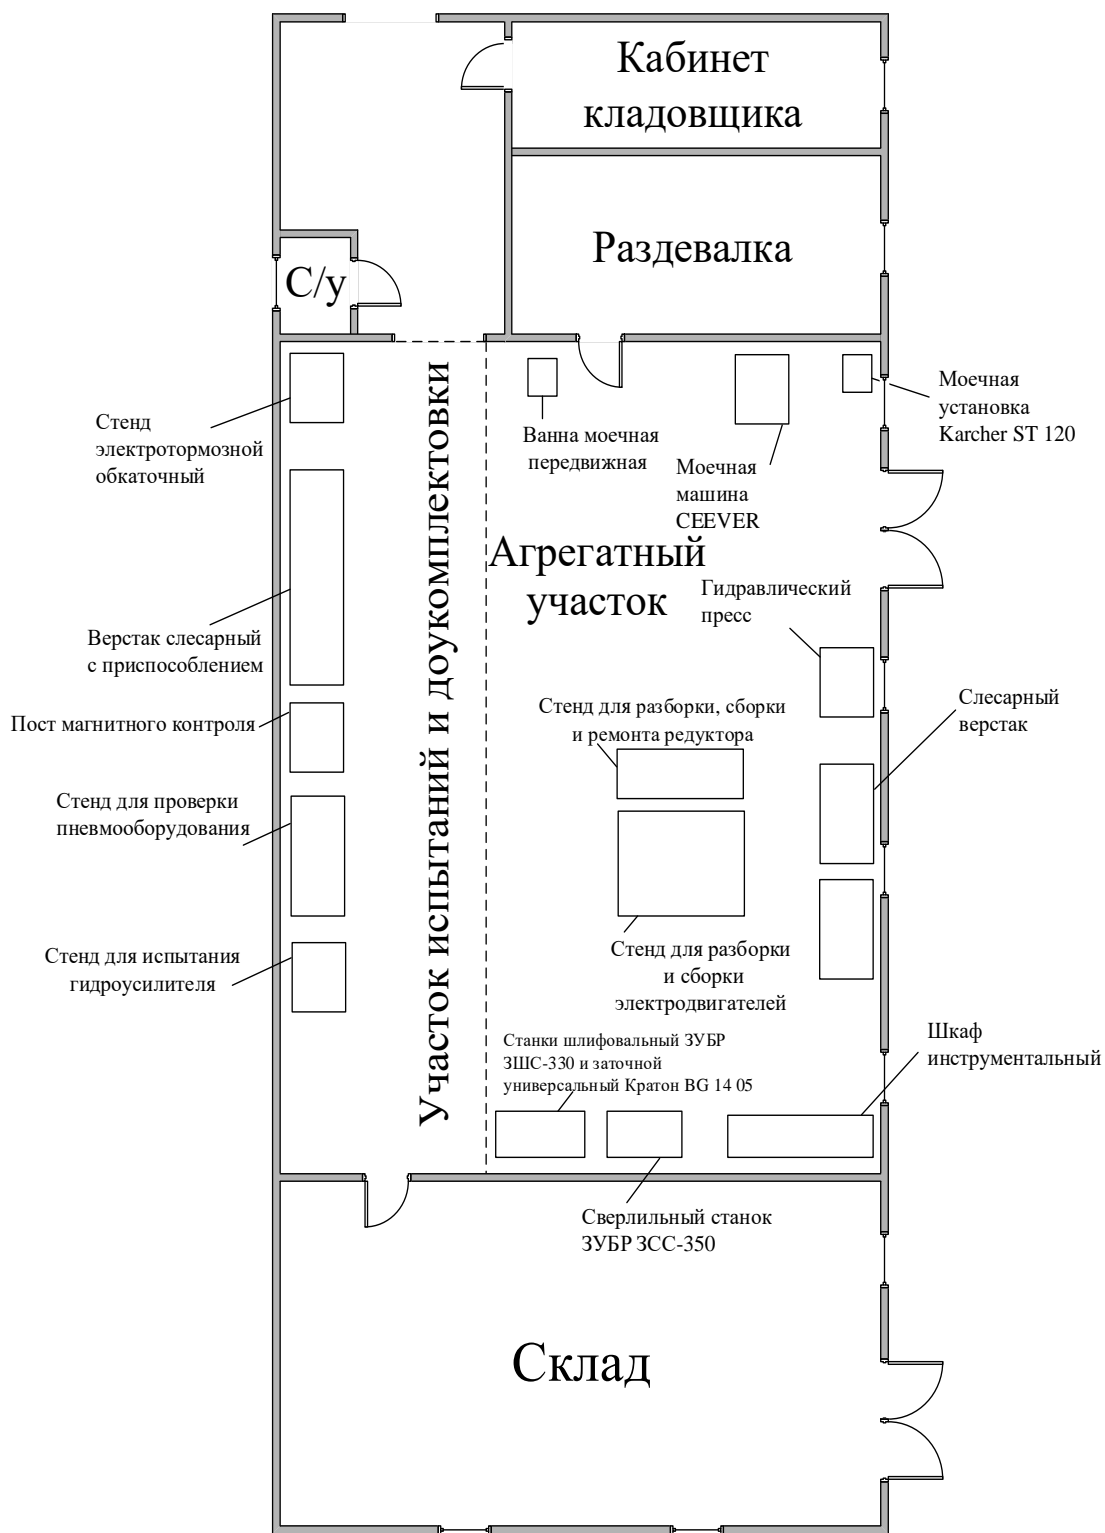 Кабинет
кладовщика
Раздевалка
С/у
Стенд
электротормозной
обкаточный
Ванна моечная
передвижная
Моечная
машина
CEEVER
Моечная
установка
Karcher ST 120
Участок испытаний и доукомплектовки
Агрегатный
участок
Гидравлический
пресс
Верстак слесарный
с приспособлением
Пост магнитного контроля
Стенд для разборки, сборки
и ремонта редуктора
Слесарный
верстак
Стенд для проверки
пневмооборудования
Стенд для испытания
гидроусилителя
Стенд для разборки
и сборки
электродвигателей
Станки шлифовальный ЗУБР
ЗШС-330 и заточной
универсальный Кратон BG 14 05
Шкаф
инструментальный
Сверлильный станок
ЗУБР ЗСС-350
Склад